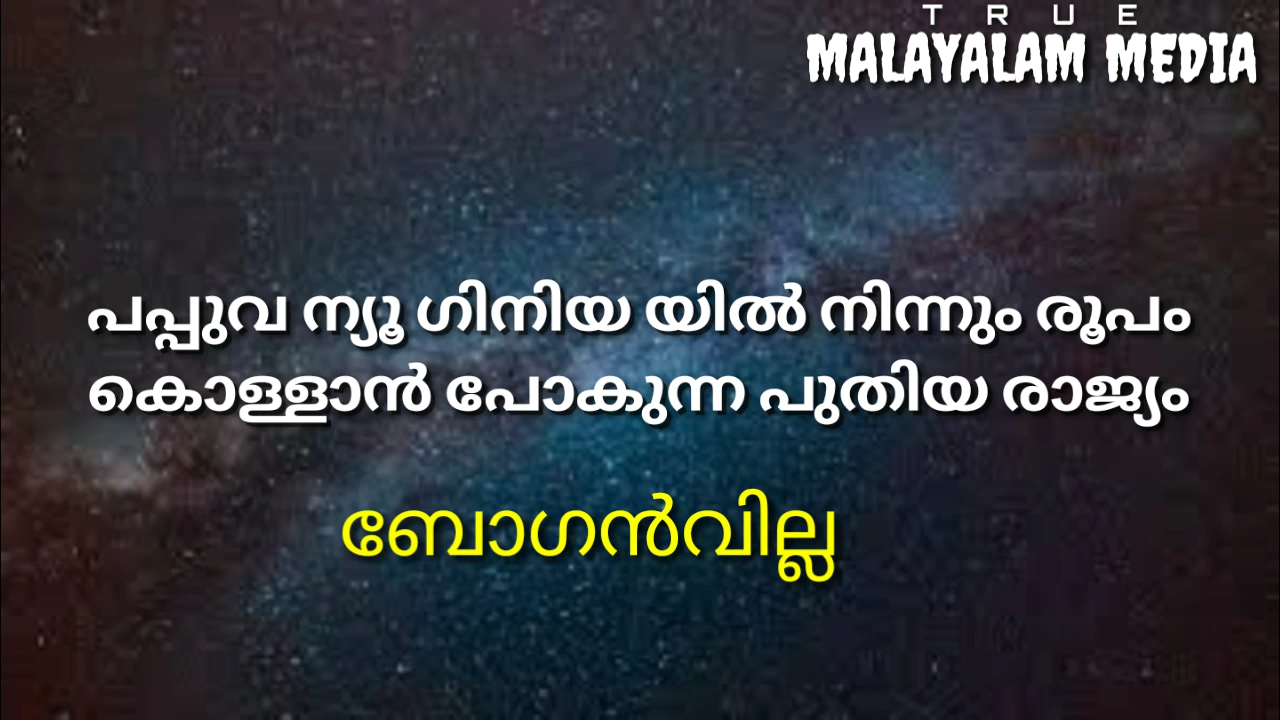 TRUE
MALAYALAM MEDIA
പപ്പുവ ന്യൂ ഗിനിയ യിൽ നിന്നും രൂപം
കൊള്ളാൻ പോകുന്ന പുതിയ രാജ്യം
ബോഗൻവില്ല